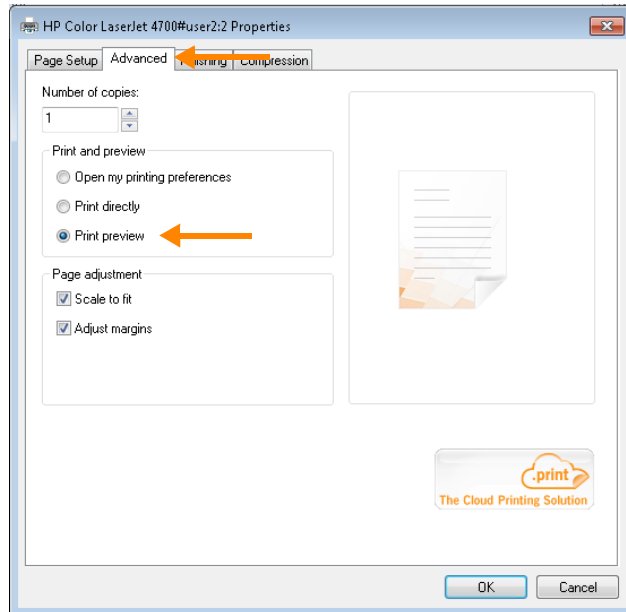 HP Color LaserJet 4700#user2:2 Properties
Page Setup Advanced Finishing Compression
Number of copies:
1
Print and preview
Open my printing preferences
Print directly
Print preview
Page adjustment
Scale to fit
Adjust margins
.print
The Cloud Printing Solution
OK Cancel